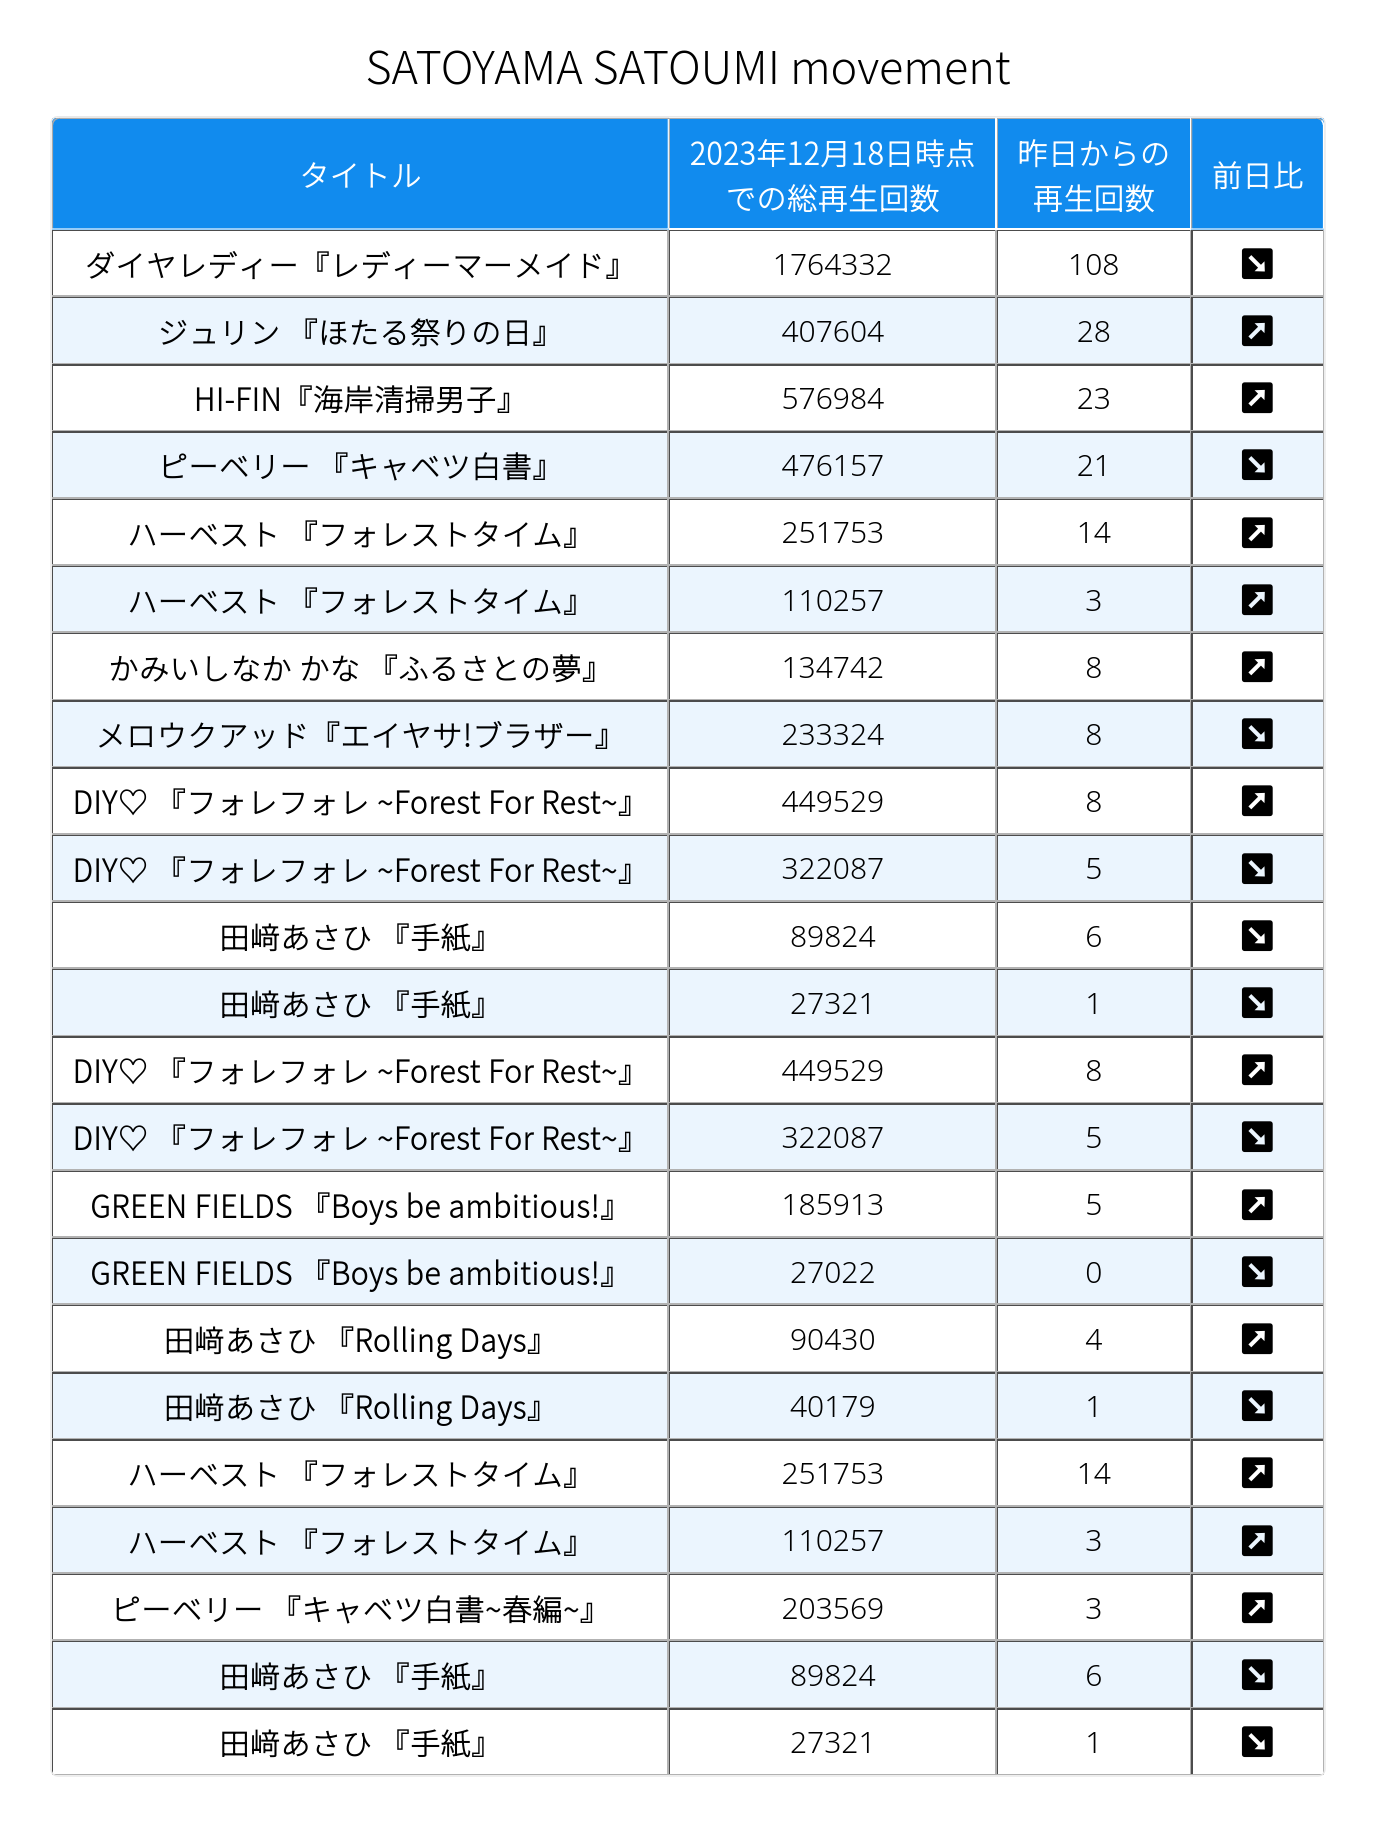 SATOYAMA SATOUMI movement
タイトル 2023年12月18日時点での総再生回数 昨日からの再生回数 前日比
ダイヤレディー『レディーマーメイド』 1764332 108 ↘
ジュリン 『ほたる祭りの日』 407604 28 ↗
HI-FIN『海岸清掃男子』 576984 23 ↗
ピーベリー 『キャベツ白書』 476157 21 ↘
ハーベスト 『フォレストタイム』 251753 14 ↗
ハーベスト 『フォレストタイム』 110257 3 ↗
かみいしなか かな 『ふるさとの夢』 134742 8 ↗
メロウクアッド『エイヤサ!ブラザー』 233324 8 ↘
DIY♡ 『フォレフォレ ~Forest For Rest~』 449529 8 ↗
DIY♡ 『フォレフォレ ~Forest For Rest~』 322087 5 ↘
田﨑あさひ 『手紙』 89824 6 ↘
田﨑あさひ 『手紙』 27321 1 ↘
DIY♡ 『フォレフォレ ~Forest For Rest~』 449529 8 ↗
DIY♡ 『フォレフォレ ~Forest For Rest~』 322087 5 ↘
GREEN FIELDS 『Boys be ambitious!』 185913 5 ↗
GREEN FIELDS 『Boys be ambitious!』 27022 0 ↘
田﨑あさひ 『Rolling Days』 90430 4 ↗
田﨑あさひ 『Rolling Days』 40179 1 ↘
ハーベスト 『フォレストタイム』 251753 14 ↗
ハーベスト 『フォレストタイム』 110257 3 ↗
ピーベリー 『キャベツ白書~春編~』 203569 3 ↗
田﨑あさひ 『手紙』 89824 6 ↘
田﨑あさひ 『手紙』 27321 1 ↘